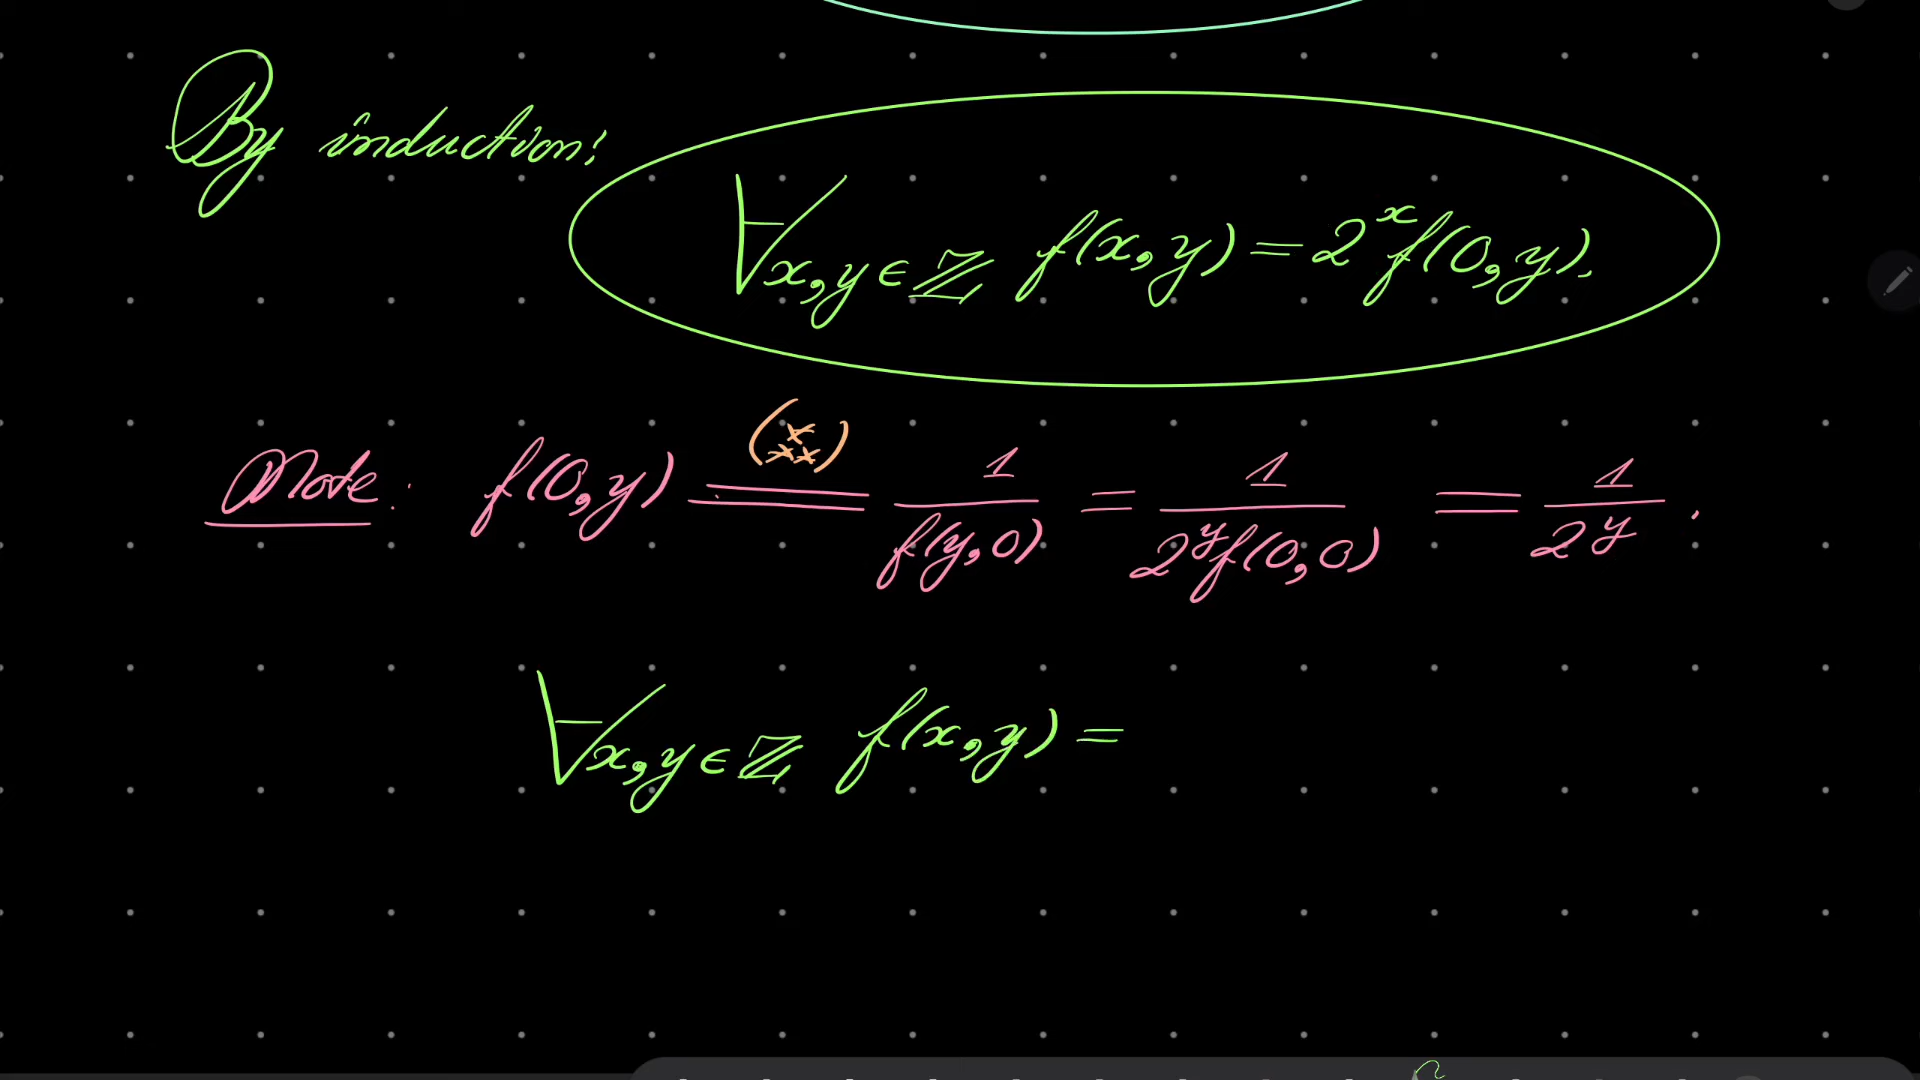 By induction:
∀x,y∈ℤ f(x,y) = 2^x f(0,y).
Note: f(0,y) =^(***) 1/f(y,0) = 1/(2^y f(0,0)) = 1/2^y.
∀x,y∈ℤ f(x,y) =